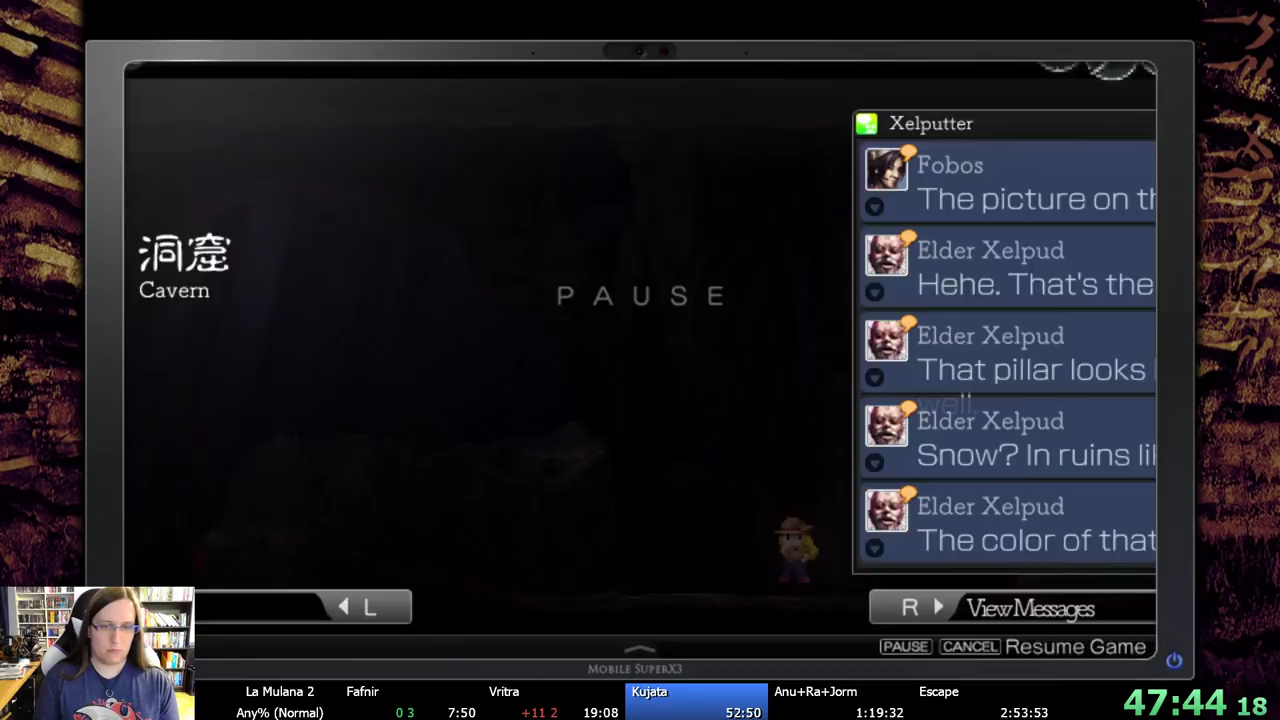 Xelputter
Fobos
The picture on th
Elder Xelpud
Hehe. That's the
Elder Xelpud
That pillar looks
well.
Elder Xelpud
Snow? In ruins li
Elder Xelpud
The color of that
洞窟
Cavern
PAUSE
L
R View Messages
PAUSE CANCEL Resume Game
MOBILE SUPERX3
La Mulana 2 Fafnir Vritra Kujata Anu+Ra+Jorm Escape
Any% (Normal) 0 3 7:50 +11 2 19:08 52:50 1:19:32 2:53:53
47:44 18